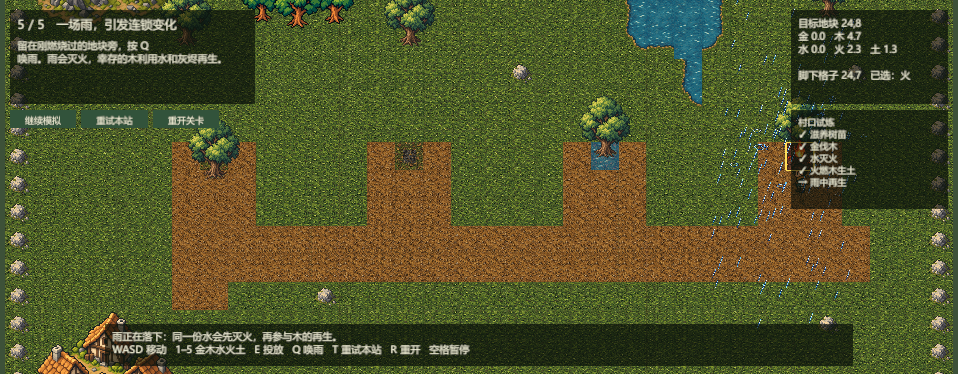 5 / 5 一场雨，引发连锁变化
留在刚燃烧过的地块旁，按 Q
唤雨。雨会灭火，幸存的木利用水和灰烬再生。
继续模拟 重试本站 重开关卡
目标地块 24,8
金 0.0 木 4.7
水 0.0 火 2.3 土 1.3
脚下格子 24,7 已选：火
村口试炼
✓ 滋养树苗
✓ 金伐木
✓ 水灭火
✓ 火燃木生土
→ 雨中再生
雨正在落下：同一份水会先灭火，再参与木的再生。
WASD 移动 1-5 金木水火土 E 投放 Q 唤雨 T 重试本站 R 重开 空格暂停